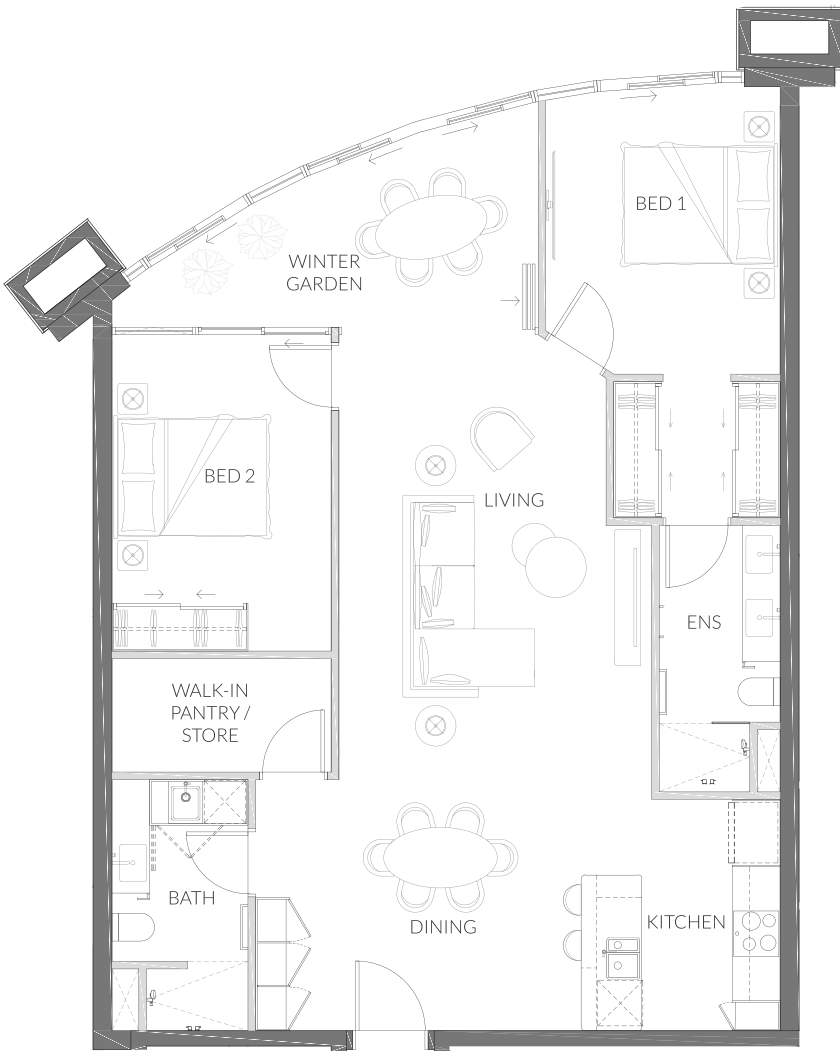 BED 1
WINTER
GARDEN
BED 2
LIVING
ENS
WALK-IN
PANTRY /
STORE
BATH
DINING
KITCHEN